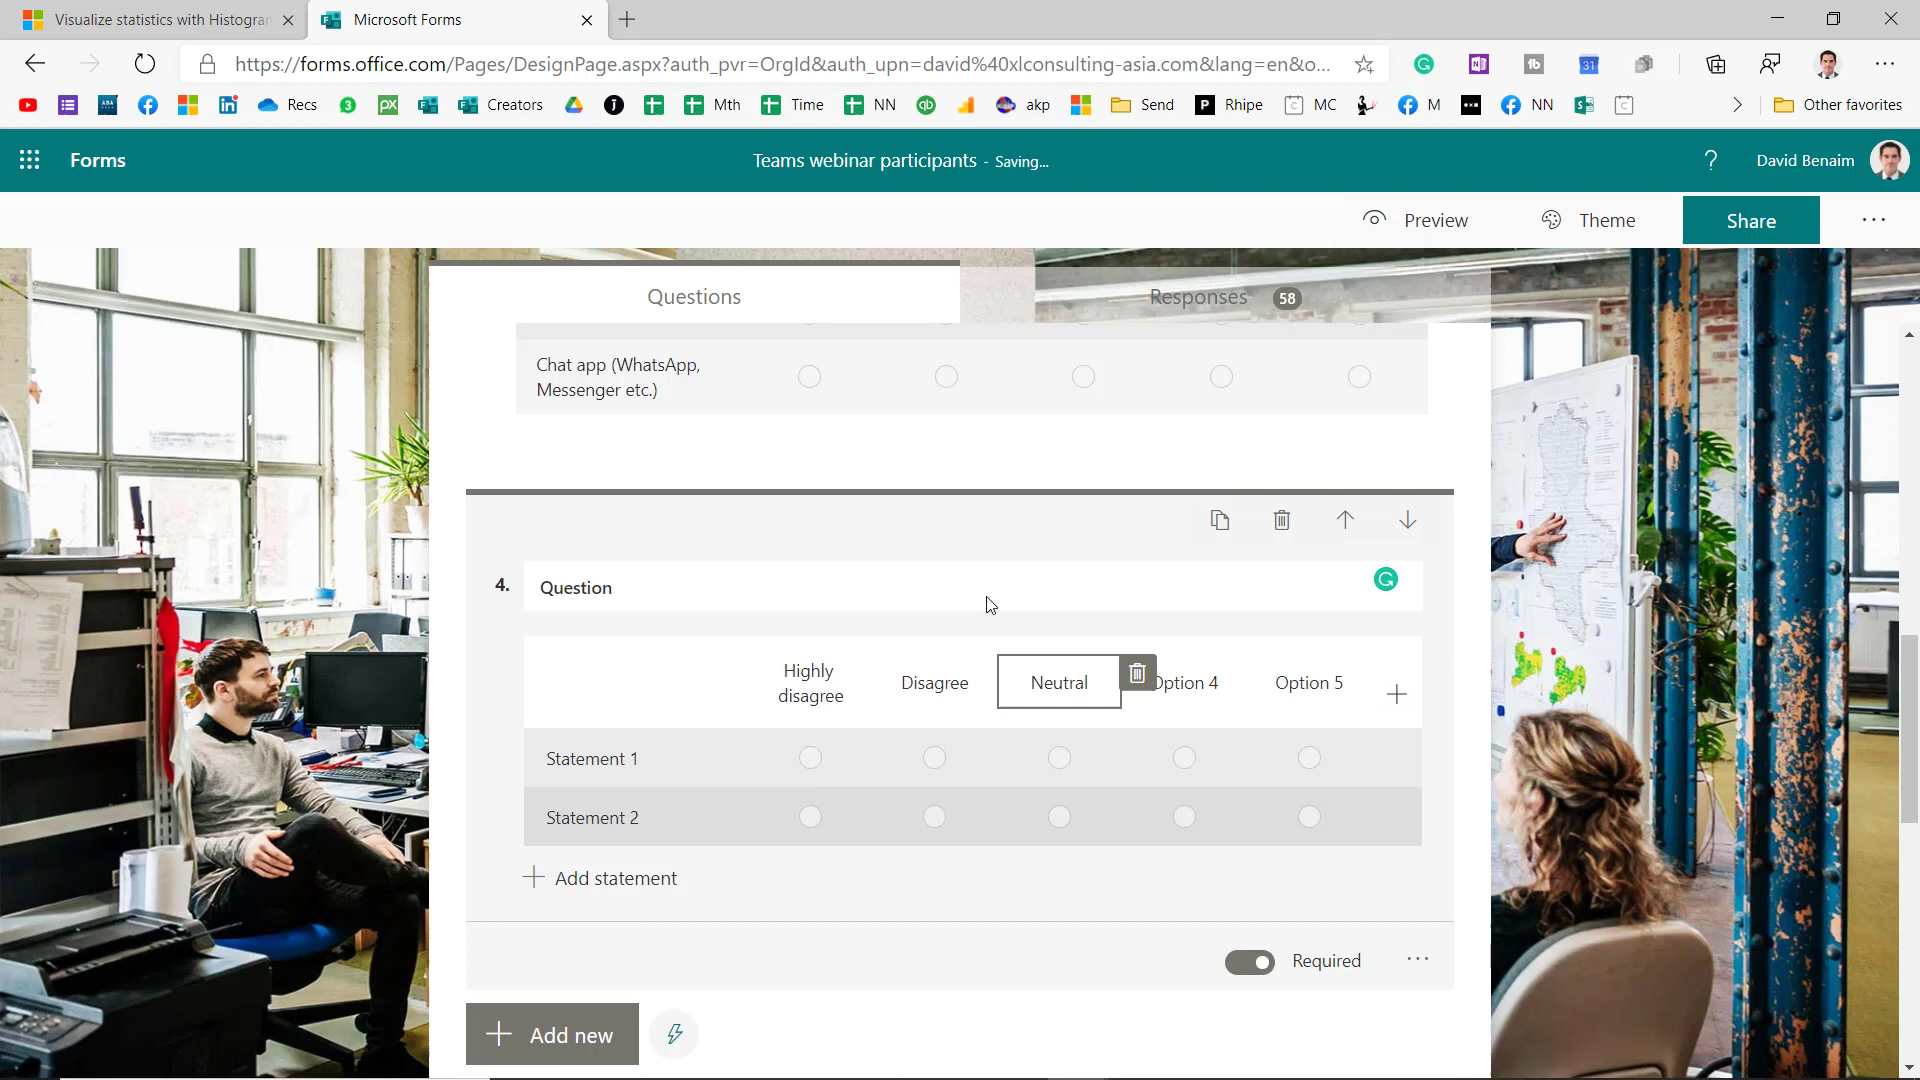 Visualize statistics with Histogra
Microsoft Forms
https://forms.office.com/Pages/DesignPage.aspx?auth_pvr=OrgId&auth_upn=david%40xlconsulting-asia.com&lang=en&o...
Recs
Creators
Mth
Time
NN
akp
Send
Rhipe
MC
M
NN
Other favorites
Forms
Teams webinar participants - Saving...
David Benaim
Preview
Theme
Share
Questions
Responses 58
Chat app (WhatsApp,
Messenger etc.)
4. Question
Highly
disagree
Disagree
Neutral
Option 4
Option 5
Statement 1
Statement 2
Add statement
Required
Add new